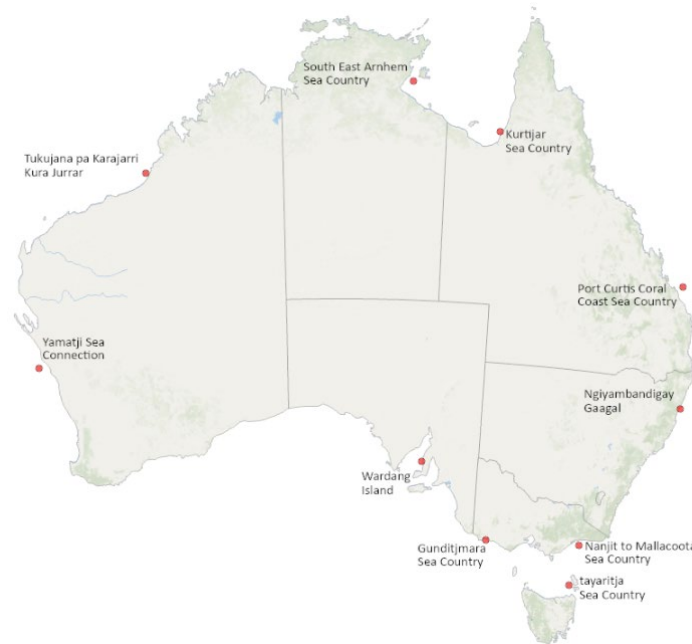 South East Arnhem
Sea Country
Kurtijar
Sea Country
Tukujana pa Karajarri
Kura Jurrar
Port Curtis Coral
Coast Sea Country
Yamatji Sea
Connection
Ngiyambandigay
Gaagal
Wardang
Island
Gunditjmara
Sea Country
Nanjit to Mallacoota
Sea Country
tayaritja
Sea Country